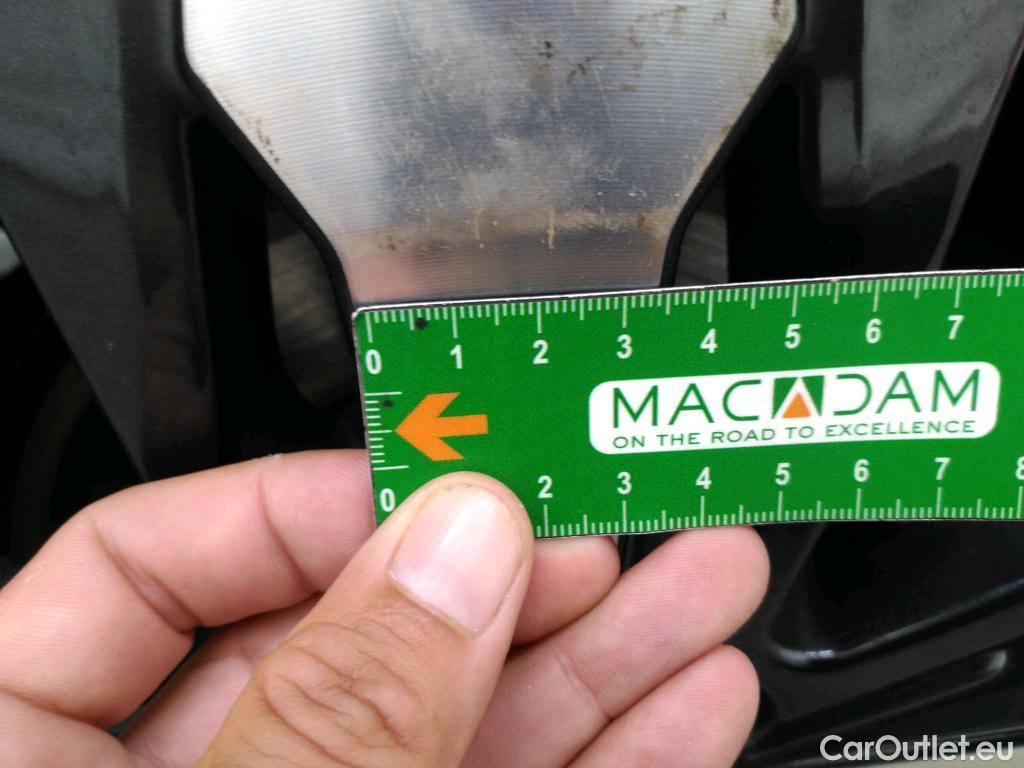 0 1 2 3 4 5 6 7
MACADAM
ON THE ROAD TO EXCELLENCE
0 2 3 4 5 6 7 8
CarOutlet.eu